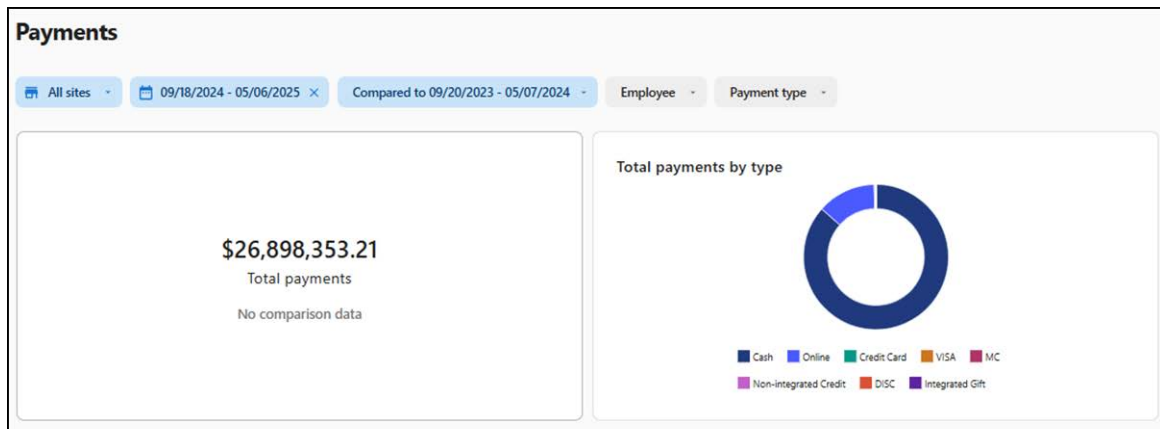 Payments
All sites
09/18/2024 - 05/06/2025 ×
Compared to 09/20/2023 - 05/07/2024
Employee
Payment type
$26,898,353.21
Total payments
No comparison data
Total payments by type
Cash Online Credit Card VISA MC
Non-integrated Credit DISC Integrated Gift